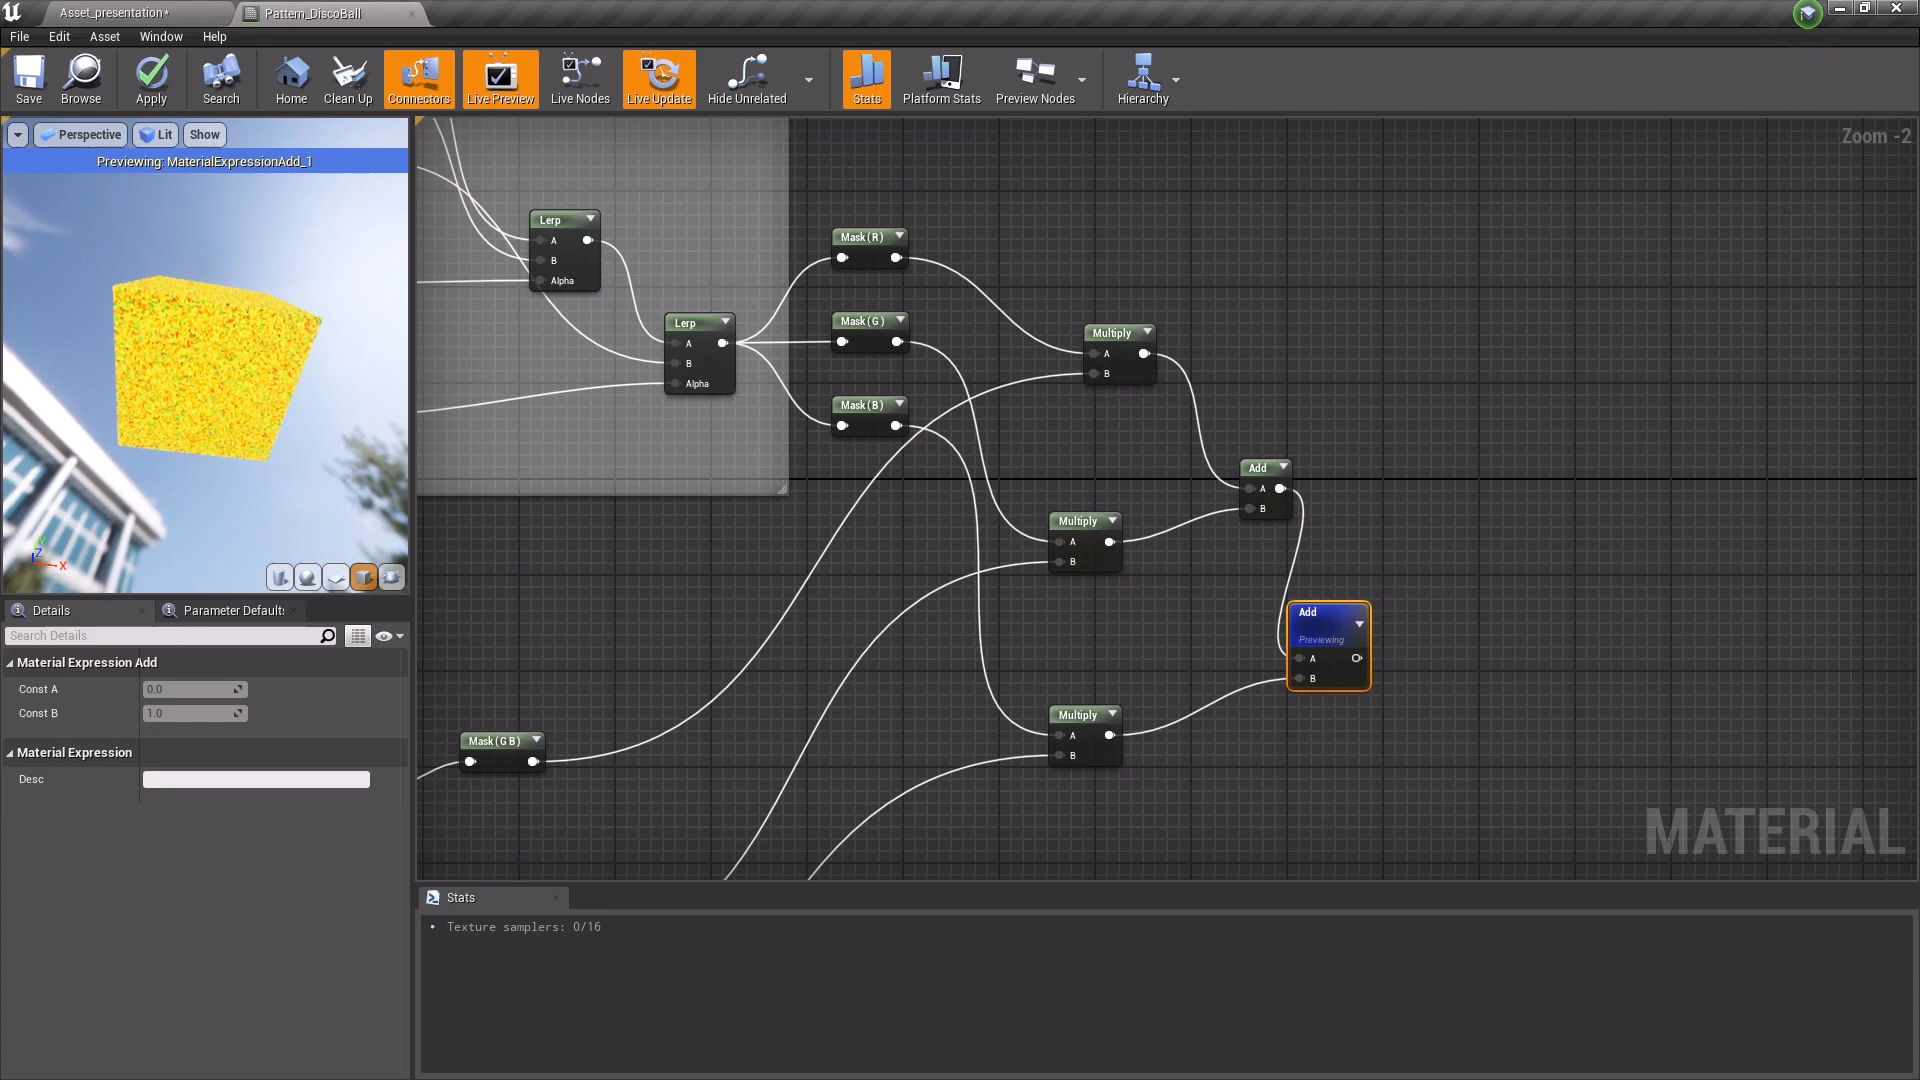 Asset_presentation*
Pattern_DiscoBall
File Edit Asset Window Help
Save Browse Apply Search Home Clean Up Connectors Live Preview Live Nodes Live Update Hide Unrelated Stats Platform Stats Preview Nodes Hierarchy
Perspective Lit Show
Zoom -2
Previewing: MaterialExpressionAdd_1
Lerp
A
B
Alpha
Lerp
A
B
Alpha
Mask (R)
Mask (G)
Mask (B)
Multiply
A
B
Add
A
B
Multiply
A
B
Add
Previewing
A
B
Multiply
A
B
Mask (G B)
MATERIAL
Z
X
Details
Parameter Defaults
Search Details
Material Expression Add
Const A 0.0
Const B 1.0
Material Expression
Desc
Stats
• Texture samplers: 0/16